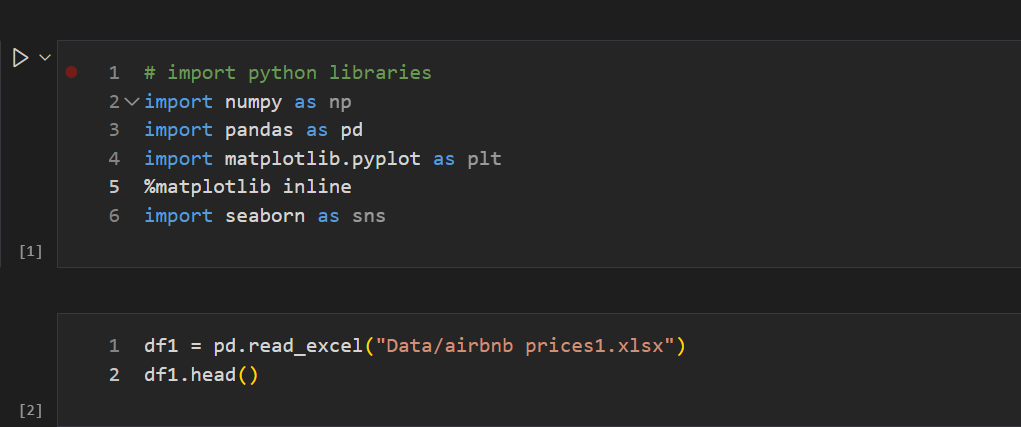 1 # import python libraries
2 import numpy as np
3 import pandas as pd
4 import matplotlib.pyplot as plt
5 %matplotlib inline
6 import seaborn as sns
[1]
1 df1 = pd.read_excel("Data/airbnb prices1.xlsx")
2 df1.head()
[2]